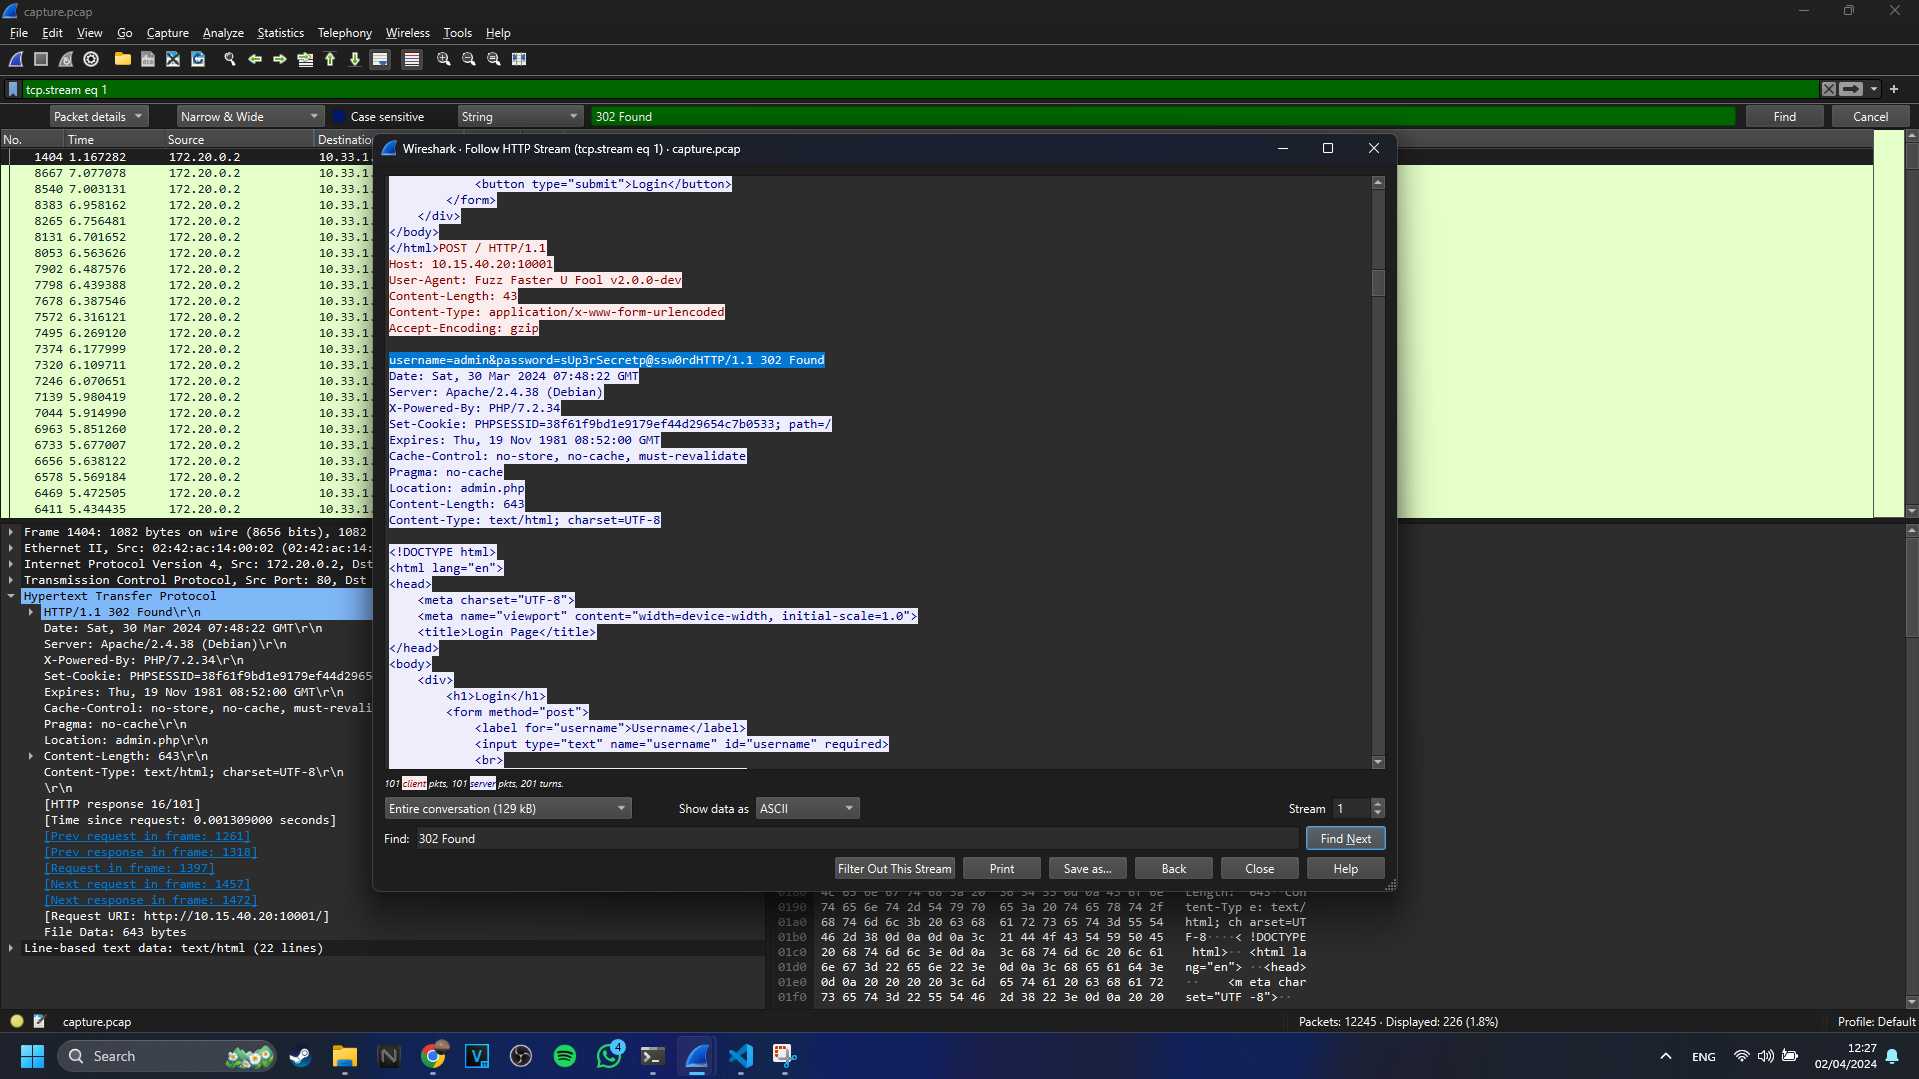 capture.pcap
File Edit View Go Capture Analyze Statistics Telephony Wireless Tools Help
tcp.stream eq 1
Packet details Narrow & Wide Case sensitive String 302 Found Find Cancel
No. Time Source Destinatio
1404 1.167282 172.20.0.2 10.33.1.
8667 7.077078 172.20.0.2 10.33.1.
8540 7.003131 172.20.0.2 10.33.1.
8383 6.958162 172.20.0.2 10.33.1.
8265 6.756481 172.20.0.2 10.33.1.
8131 6.701652 172.20.0.2 10.33.1.
8053 6.563626 172.20.0.2 10.33.1.
7902 6.487576 172.20.0.2 10.33.1.
7798 6.439388 172.20.0.2 10.33.1.
7678 6.387546 172.20.0.2 10.33.1.
7572 6.316121 172.20.0.2 10.33.1.
7495 6.269120 172.20.0.2 10.33.1.
7374 6.177999 172.20.0.2 10.33.1.
7320 6.109711 172.20.0.2 10.33.1.
7246 6.070651 172.20.0.2 10.33.1.
7139 5.980419 172.20.0.2 10.33.1.
7044 5.914990 172.20.0.2 10.33.1.
6963 5.851260 172.20.0.2 10.33.1.
6733 5.677007 172.20.0.2 10.33.1.
6656 5.638122 172.20.0.2 10.33.1.
6578 5.569184 172.20.0.2 10.33.1.
6469 5.472505 172.20.0.2 10.33.1.
6411 5.434435 172.20.0.2 10.33.1.
Frame 1404: 1082 bytes on wire (8656 bits), 1082
Ethernet II, Src: 02:42:ac:14:00:02 (02:42:ac:14:
Internet Protocol Version 4, Src: 172.20.0.2, Dst
Transmission Control Protocol, Src Port: 80, Dst
Hypertext Transfer Protocol
HTTP/1.1 302 Found\r\n
Date: Sat, 30 Mar 2024 07:48:22 GMT\r\n
Server: Apache/2.4.38 (Debian)\r\n
X-Powered-By: PHP/7.2.34\r\n
Set-Cookie: PHPSESSID=38f61f9bd1e9179ef44d2965
Expires: Thu, 19 Nov 1981 08:52:00 GMT\r\n
Cache-Control: no-store, no-cache, must-revali
Pragma: no-cache\r\n
Location: admin.php\r\n
Content-Length: 643\r\n
Content-Type: text/html; charset=UTF-8\r\n
\r\n
[HTTP response 16/101]
[Time since request: 0.001309000 seconds]
[Prev request in frame: 1261]
[Prev response in frame: 1318]
[Request in frame: 1397]
[Next request in frame: 1457]
[Next response in frame: 1472]
[Request URI: http://10.15.40.20:10001/]
File Data: 643 bytes
Line-based text data: text/html (22 lines)
Wireshark · Follow HTTP Stream (tcp.stream eq 1) · capture.pcap
<button type="submit">Login</button>
</form>
</div>
</body>
</html>POST / HTTP/1.1
Host: 10.15.40.20:10001
User-Agent: Fuzz Faster U Fool v2.0.0-dev
Content-Length: 43
Content-Type: application/x-www-form-urlencoded
Accept-Encoding: gzip
username=admin&password=sUp3rSecretp@ssw0rdHTTP/1.1 302 Found
Date: Sat, 30 Mar 2024 07:48:22 GMT
Server: Apache/2.4.38 (Debian)
X-Powered-By: PHP/7.2.34
Set-Cookie: PHPSESSID=38f61f9bd1e9179ef44d29654c7b0533; path=/
Expires: Thu, 19 Nov 1981 08:52:00 GMT
Cache-Control: no-store, no-cache, must-revalidate
Pragma: no-cache
Location: admin.php
Content-Length: 643
Content-Type: text/html; charset=UTF-8
<!DOCTYPE html>
<html lang="en">
<head>
<meta charset="UTF-8">
<meta name="viewport" content="width=device-width, initial-scale=1.0">
<title>Login Page</title>
</head>
<body>
<div>
<h1>Login</h1>
<form method="post">
<label for="username">Username</label>
<input type="text" name="username" id="username" required>
<br>
101 client pkts, 101 server pkts, 201 turns.
Entire conversation (129 kB) Show data as ASCII Stream 1
Find: 302 Found Find Next
Filter Out This Stream Print Save as... Back Close Help
0180 4c 65 6e 67 74 68 3a 20 36 34 33 0d 0a 43 6f 6e Length: 643··Con
0190 74 65 6e 74 2d 54 79 70 65 3a 20 74 65 78 74 2f tent-Typ e: text/
01a0 68 74 6d 6c 3b 20 63 68 61 72 73 65 74 3d 55 54 html; ch arset=UT
01b0 46 2d 38 0d 0a 0d 0a 3c 21 44 4f 43 54 59 50 45 F-8····< !DOCTYPE
01c0 20 68 74 6d 6c 3e 0d 0a 3c 68 74 6d 6c 20 6c 61 html>·· <html la
01d0 6e 67 3d 22 65 6e 22 3e 0d 0a 3c 68 65 61 64 3e ng="en"> ··<head>
01e0 0d 0a 20 20 20 20 3c 6d 65 74 61 20 63 68 61 72 ·· <m eta char
01f0 73 65 74 3d 22 55 54 46 2d 38 22 3e 0d 0a 20 20 set="UTF -8">··
capture.pcap Packets: 12245 · Displayed: 226 (1.8%) Profile: Default
Search 4 ENG 12:27
02/04/2024